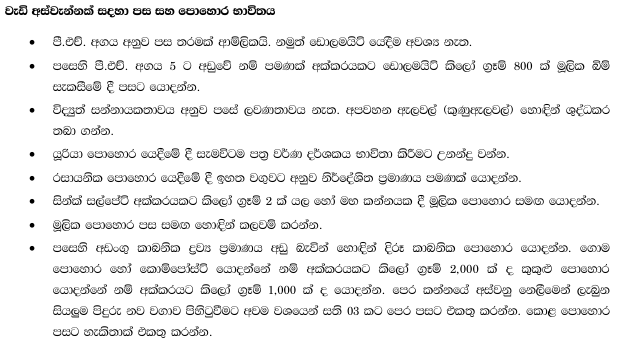 වැඩි අස්වැන්නක් සදහා පස සහ පොහොර භාවිතය
• පී.එච්. අගය අනුව පස තරමක් ආම්ලිකයි. නමුත් ඩොලමයිට් යෙදීම අවශ්‍ය නැත.
• පසෙහි පී.එච්. අගය 5 ට අඩුවේ නම් පමණක් අක්කරයකට ඩොලමයිට් කිලෝ ග්‍රෑම් 800 ක් මූලික බිම්
සැකසීමේ දී පසට යොදන්න.
• විද්‍යුත් සන්නායකතාවය අනුව පසේ ලවණතාවය නැත. අපවහන ඇලවල් (කුණුඇලවල්) හොඳින් ශුද්ධකර
තබා ගන්න.
• යූරියා පොහොර යෙදීමේ දී සැමවිටම පත්‍ර වර්ණ දර්ශකය භාවිතා කිරීමට උනන්දු වන්න.
• රසායනික පොහොර යෙදීමේ දී ඉහත වගුවට අනුව නිර්දේශිත ප්‍රමාණය පමණක් යොදන්න.
• සින්ක් සල්පේට් අක්කරයකට කිලෝ ග්‍රෑම් 2 ක් යල හෝ මහ කන්නයක දී මූලික පොහොර සමඟ යොදන්න.
• මූලික පොහොර පස සමඟ හොඳින් කලවම් කරන්න.
• පසෙහි අඩංගු කාබනික ද්‍රව්‍ය ප්‍රමාණය අඩු බැවින් හොඳින් දිරූ කාබනික පොහොර යොදන්න. ගොම
පොහොර හෝ කොම්පෝස්ට් යොදන්නේ නම් අක්කරයකට කිලෝ ග්‍රෑම් 2,000 ක් ද කුකුළු පොහොර
යොදන්නේ නම් අක්කරයට කිලෝ ග්‍රෑම් 1,000 ක් ද යොදන්න. පෙර කන්නයේ අස්වනු නෙලීමෙන් ලැබුන
සියලුම පිදුරු නව වගාව පිහිටුවීමට අවම වශයෙන් සති 03 කට පෙර පසට එකතු කරන්න. කොළ පොහොර
පසට හැකිතාක් එකතු කරන්න.